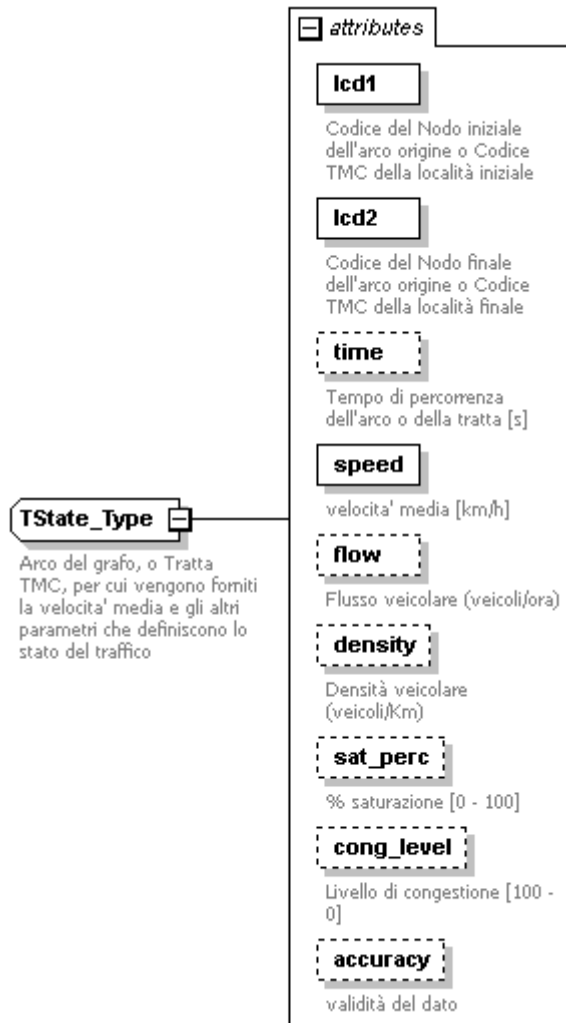 attributes
lcd1
Codice del Nodo iniziale
dell'arco origine o Codice
TMC della località iniziale
lcd2
Codice del Nodo finale
dell'arco origine o Codice
TMC della località finale
time
Tempo di percorrenza
dell'arco o della tratta [s]
speed
velocita' media [km/h]
TState_Type
Arco del grafo, o Tratta
TMC, per cui vengono forniti
la velocita' media e gli altri
parametri che definiscono lo
stato del traffico
flow
Flusso veicolare (veicoli/ora)
density
Densità veicolare
(veicoli/Km)
sat_perc
% saturazione [0 - 100]
cong_level
Livello di congestione [100 -
0]
accuracy
validità del dato